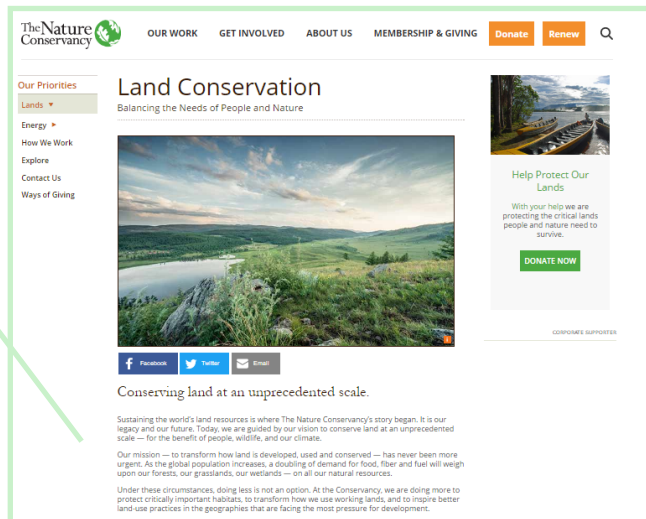 The Nature
Conservancy
OUR WORK
GET INVOLVED
ABOUT US
MEMBERSHIP & GIVING
Donate
Renew
Our Priorities
Lands
Energy
How We Work
Explore
Contact Us
Ways of Giving
Land Conservation
Balancing the Needs of People and Nature
Facebook
Twitter
Email
Conserving land at an unprecedented scale.
Sustaining the world's land resources is where The Nature Conservancy's story began. It is our
legacy and our future. Today, we are guided by our vision to conserve land at an unprecedented
scale — for the benefit of people, wildlife, and our climate.
Our mission — to transform how land is developed, used and conserved — has never been more
urgent. As the global population increases, a doubling of demand for food, fiber and fuel will weigh
upon our forests, our grasslands, our wetlands — on all our natural resources.
Under these circumstances, doing less is not an option. At the Conservancy, we are doing more to
protect critically important habitats, to transform how we use working lands, and to inspire better
land-use practices in the geographies that are facing the most pressure for development.
Help Protect Our
Lands
With your help we are
protecting the critical lands
people and nature need to
survive.
DONATE NOW
CORPORATE SUPPORTER